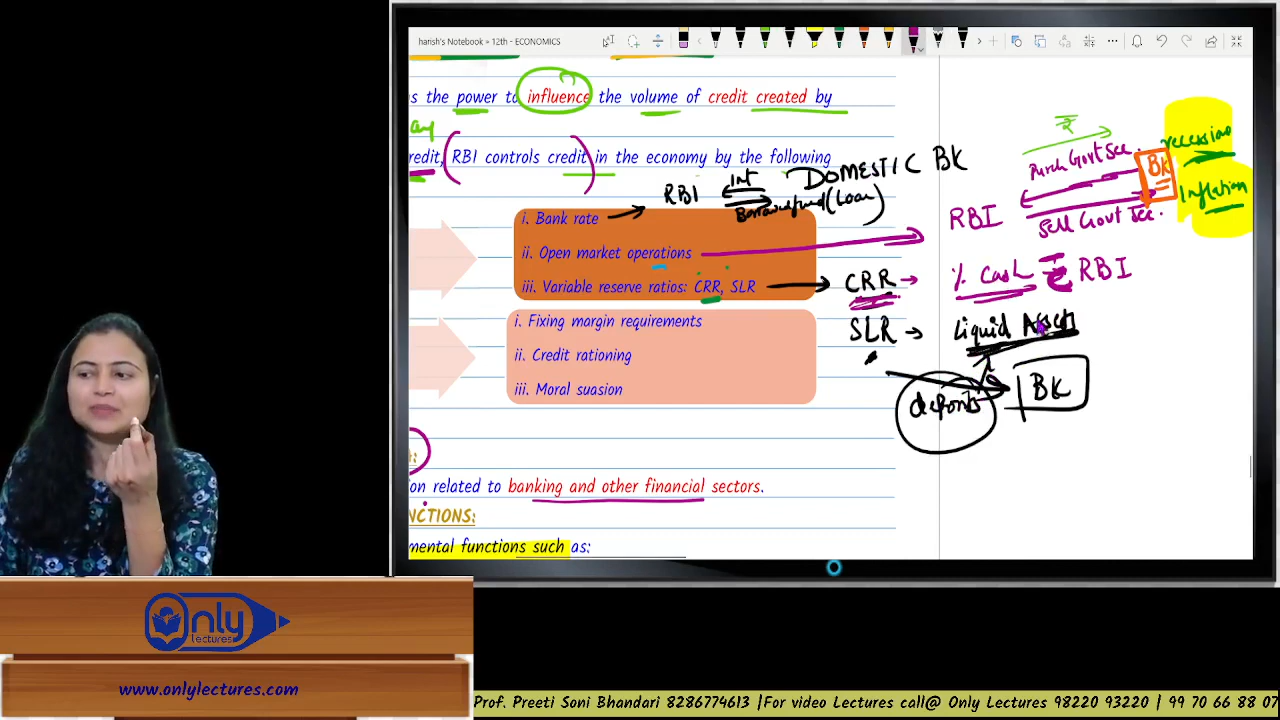 harish's Notebook » 12th - ECONOMICS
s the power to influence the volume of credit created by
any
redit, RBI controls credit in the economy by the following
i. Bank rate
ii. Open market operations
iii. Variable reserve ratios: CRR, SLR
i. Fixing margin requirements
ii. Credit rationing
iii. Moral suasion
on related to banking and other financial sectors.
NCTIONS:
mental functions such as:
RBI
Int
DOMESTIC BK
(Loan)
₹
Purch Govt Sec.
RBI
Sell Govt Sec.
BK
recession
Inflation
CRR → % Cash RBI
SLR → Liquid Assets
deposits
BK
Only
lectures
www.onlylectures.com
Prof. Preeti Soni Bhandari 8286774613 |For video Lectures call@ Only Lectures 98220 93220 | 99 70 66 88 07